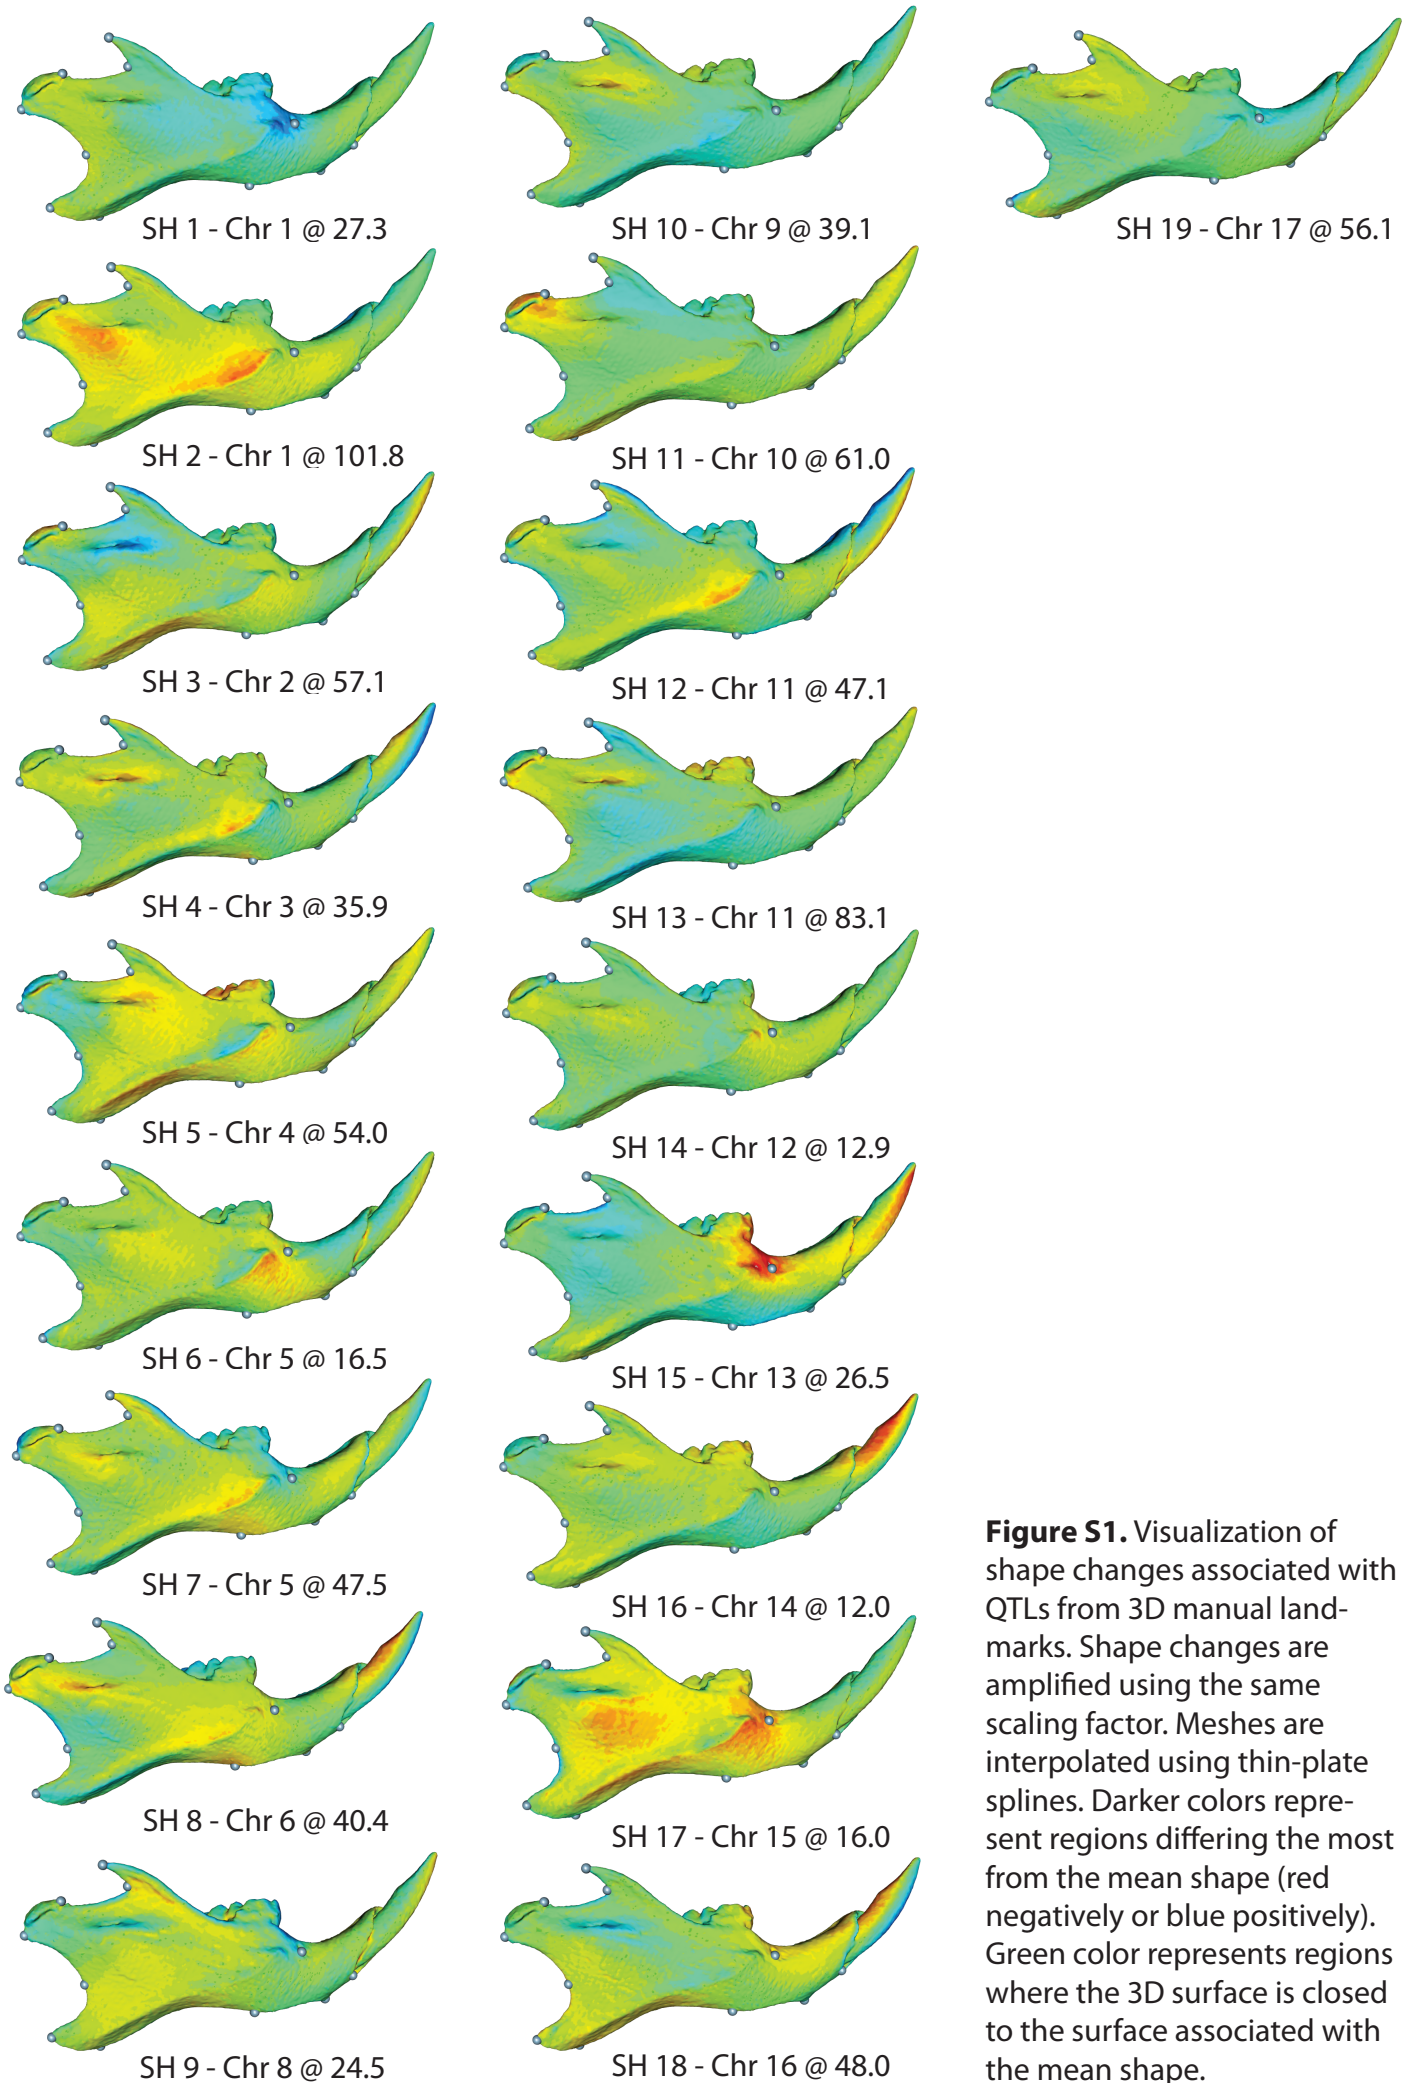 SH 1 - Chr 1 @ 27.3
SH 2 - Chr 1 @ 101.8
SH 3 - Chr 2 @ 57.1
SH 4 - Chr 3 @ 35.9
SH 5 - Chr 4 @ 54.0
SH 6 - Chr 5 @ 16.5
SH 7 - Chr 5 @ 47.5
SH 8 - Chr 6 @ 40.4
SH 9 - Chr 8 @ 24.5
SH 10 - Chr 9 @ 39.1
SH 11 - Chr 10 @ 61.0
SH 12 - Chr 11 @ 47.1
SH 13 - Chr 11 @ 83.1
SH 14 - Chr 12 @ 12.9
SH 15 - Chr 13 @ 26.5
SH 16 - Chr 14 @ 12.0
SH 17 - Chr 15 @ 16.0
SH 18 - Chr 16 @ 48.0
SH 19 - Chr 17 @ 56.1
Figure S1. Visualization of
shape changes associated with
QTLs from 3D manual land-
marks. Shape changes are
amplified using the same
scaling factor. Meshes are
interpolated using thin-plate
splines. Darker colors repre-
sent regions differing the most
from the mean shape (red
negatively or blue positively).
Green color represents regions
where the 3D surface is closed
to the surface associated with
the mean shape.